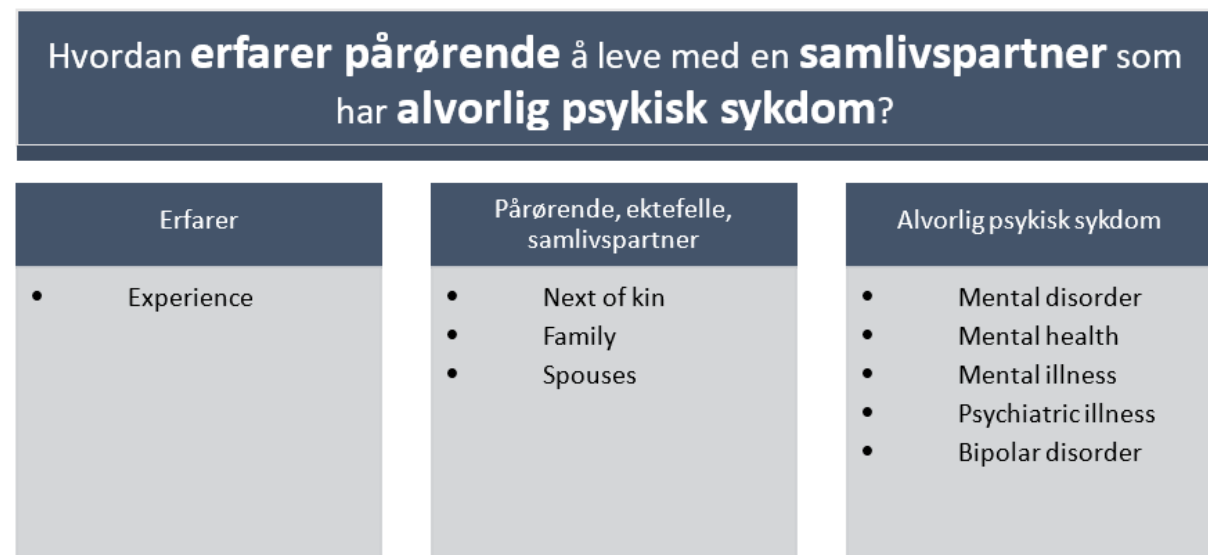 Hvordan erfarer pårørende å leve med en samlivspartner som
har alvorlig psykisk sykdom?
Erfarer
• Experience
Pårørende, ektefelle,
samlivspartner
• Next of kin
• Family
• Spouses
Alvorlig psykisk sykdom
• Mental disorder
• Mental health
• Mental illness
• Psychiatric illness
• Bipolar disorder